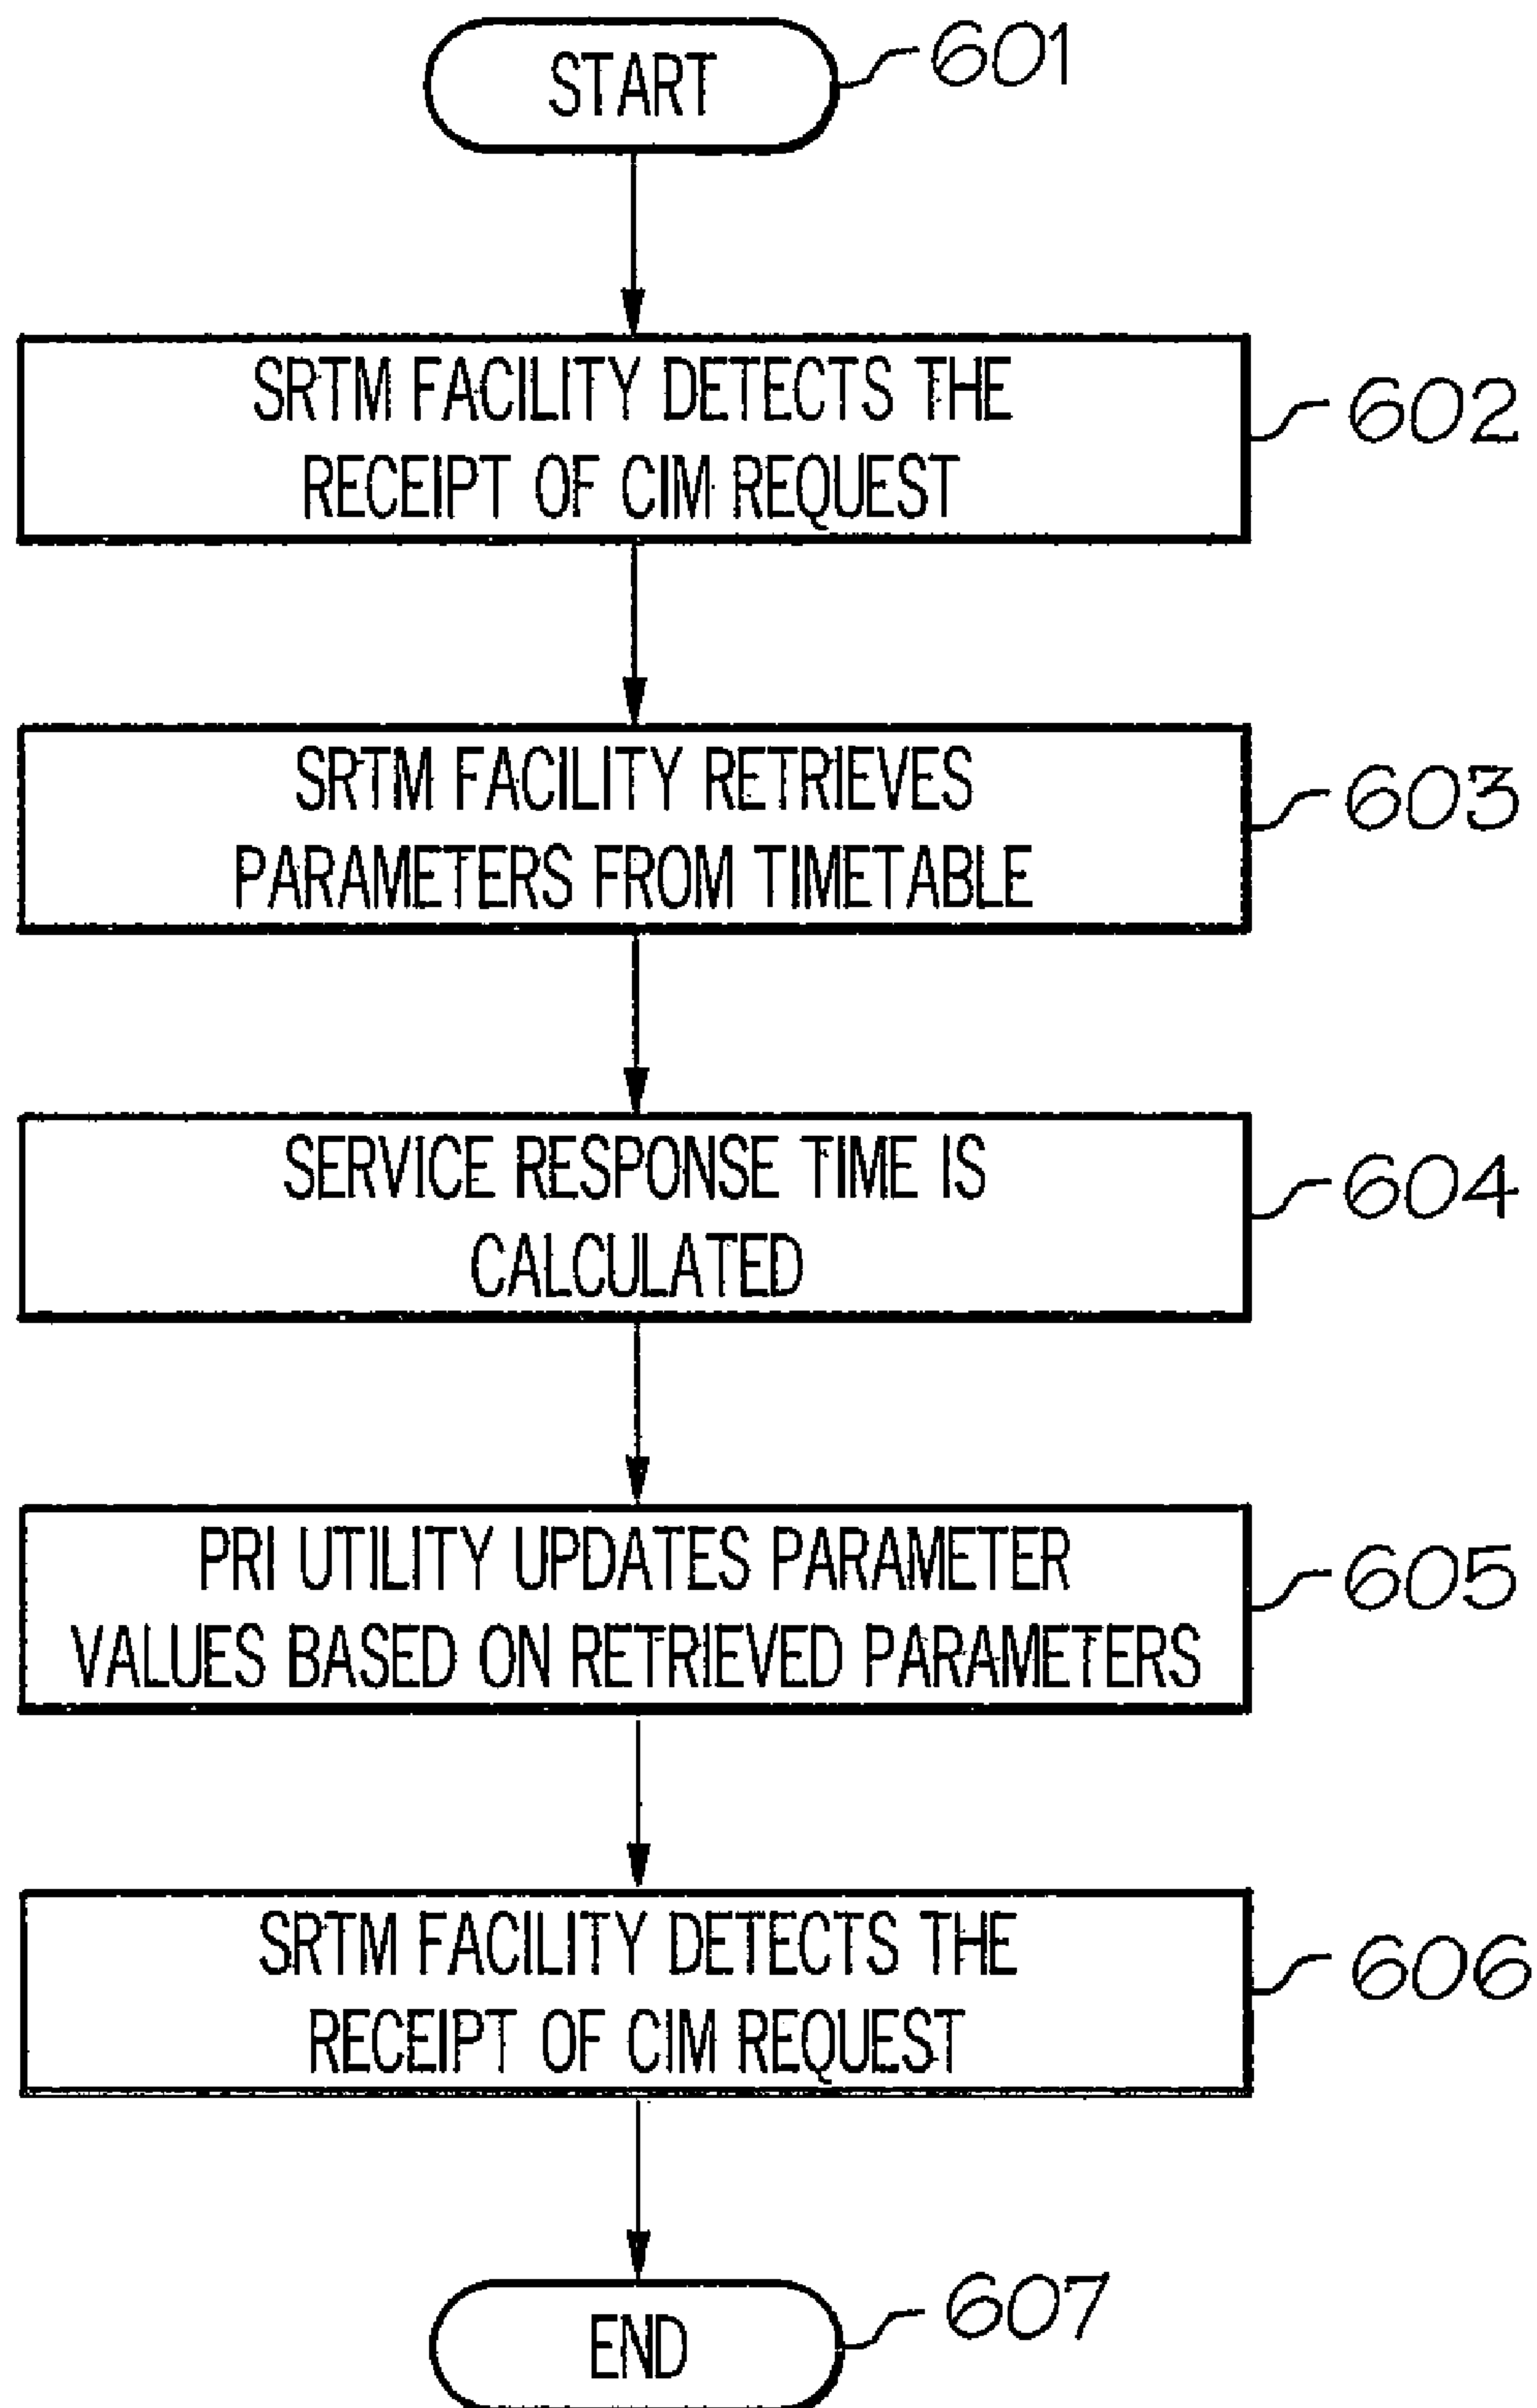 START
601
SRTM FACILITY DETECTS THE
RECEIPT OF CIM REQUEST
602
SRTM FACILITY RETRIEVES
PARAMETERS FROM TIMETABLE
603
SERVICE RESPONSE TIME IS
CALCULATED
604
PRI UTILITY UPDATES PARAMETER
VALUES BASED ON RETRIEVED PARAMETERS
605
SRTM FACILITY DETECTS THE
RECEIPT OF CIM REQUEST
606
END
607